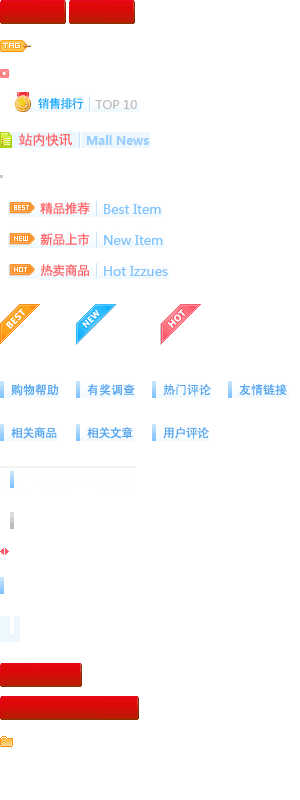 TAG
销售排行 TOP 10
站内快讯 Mall News
BEST 精品推荐 Best Item
NEW 新品上市 New Item
HOT 热卖商品 Hot Izzues
BEST NEW HOT
购物帮助 有奖调查 热门评论 友情链接
相关商品 相关文章 用户评论